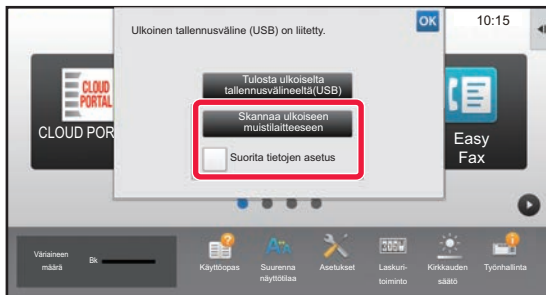 Ulkoinen tallennusväline (USB) on liitetty.
OK
10:15
Tulosta ulkoiselta
tallennusvälineeltä(USB)
CLOUD
PORTAL
Skannaa ulkoiseen
muistilaitteeseen
CLOUD POR
Easy
Fax
Suorita tietojen asetus
Väriaineen
määrä
Bk
Käyttöopas
Suurenna
näyttötilaa
Asetukset
Laskuri-
toiminto
Kirkkauden
säätö
Työnhallinta